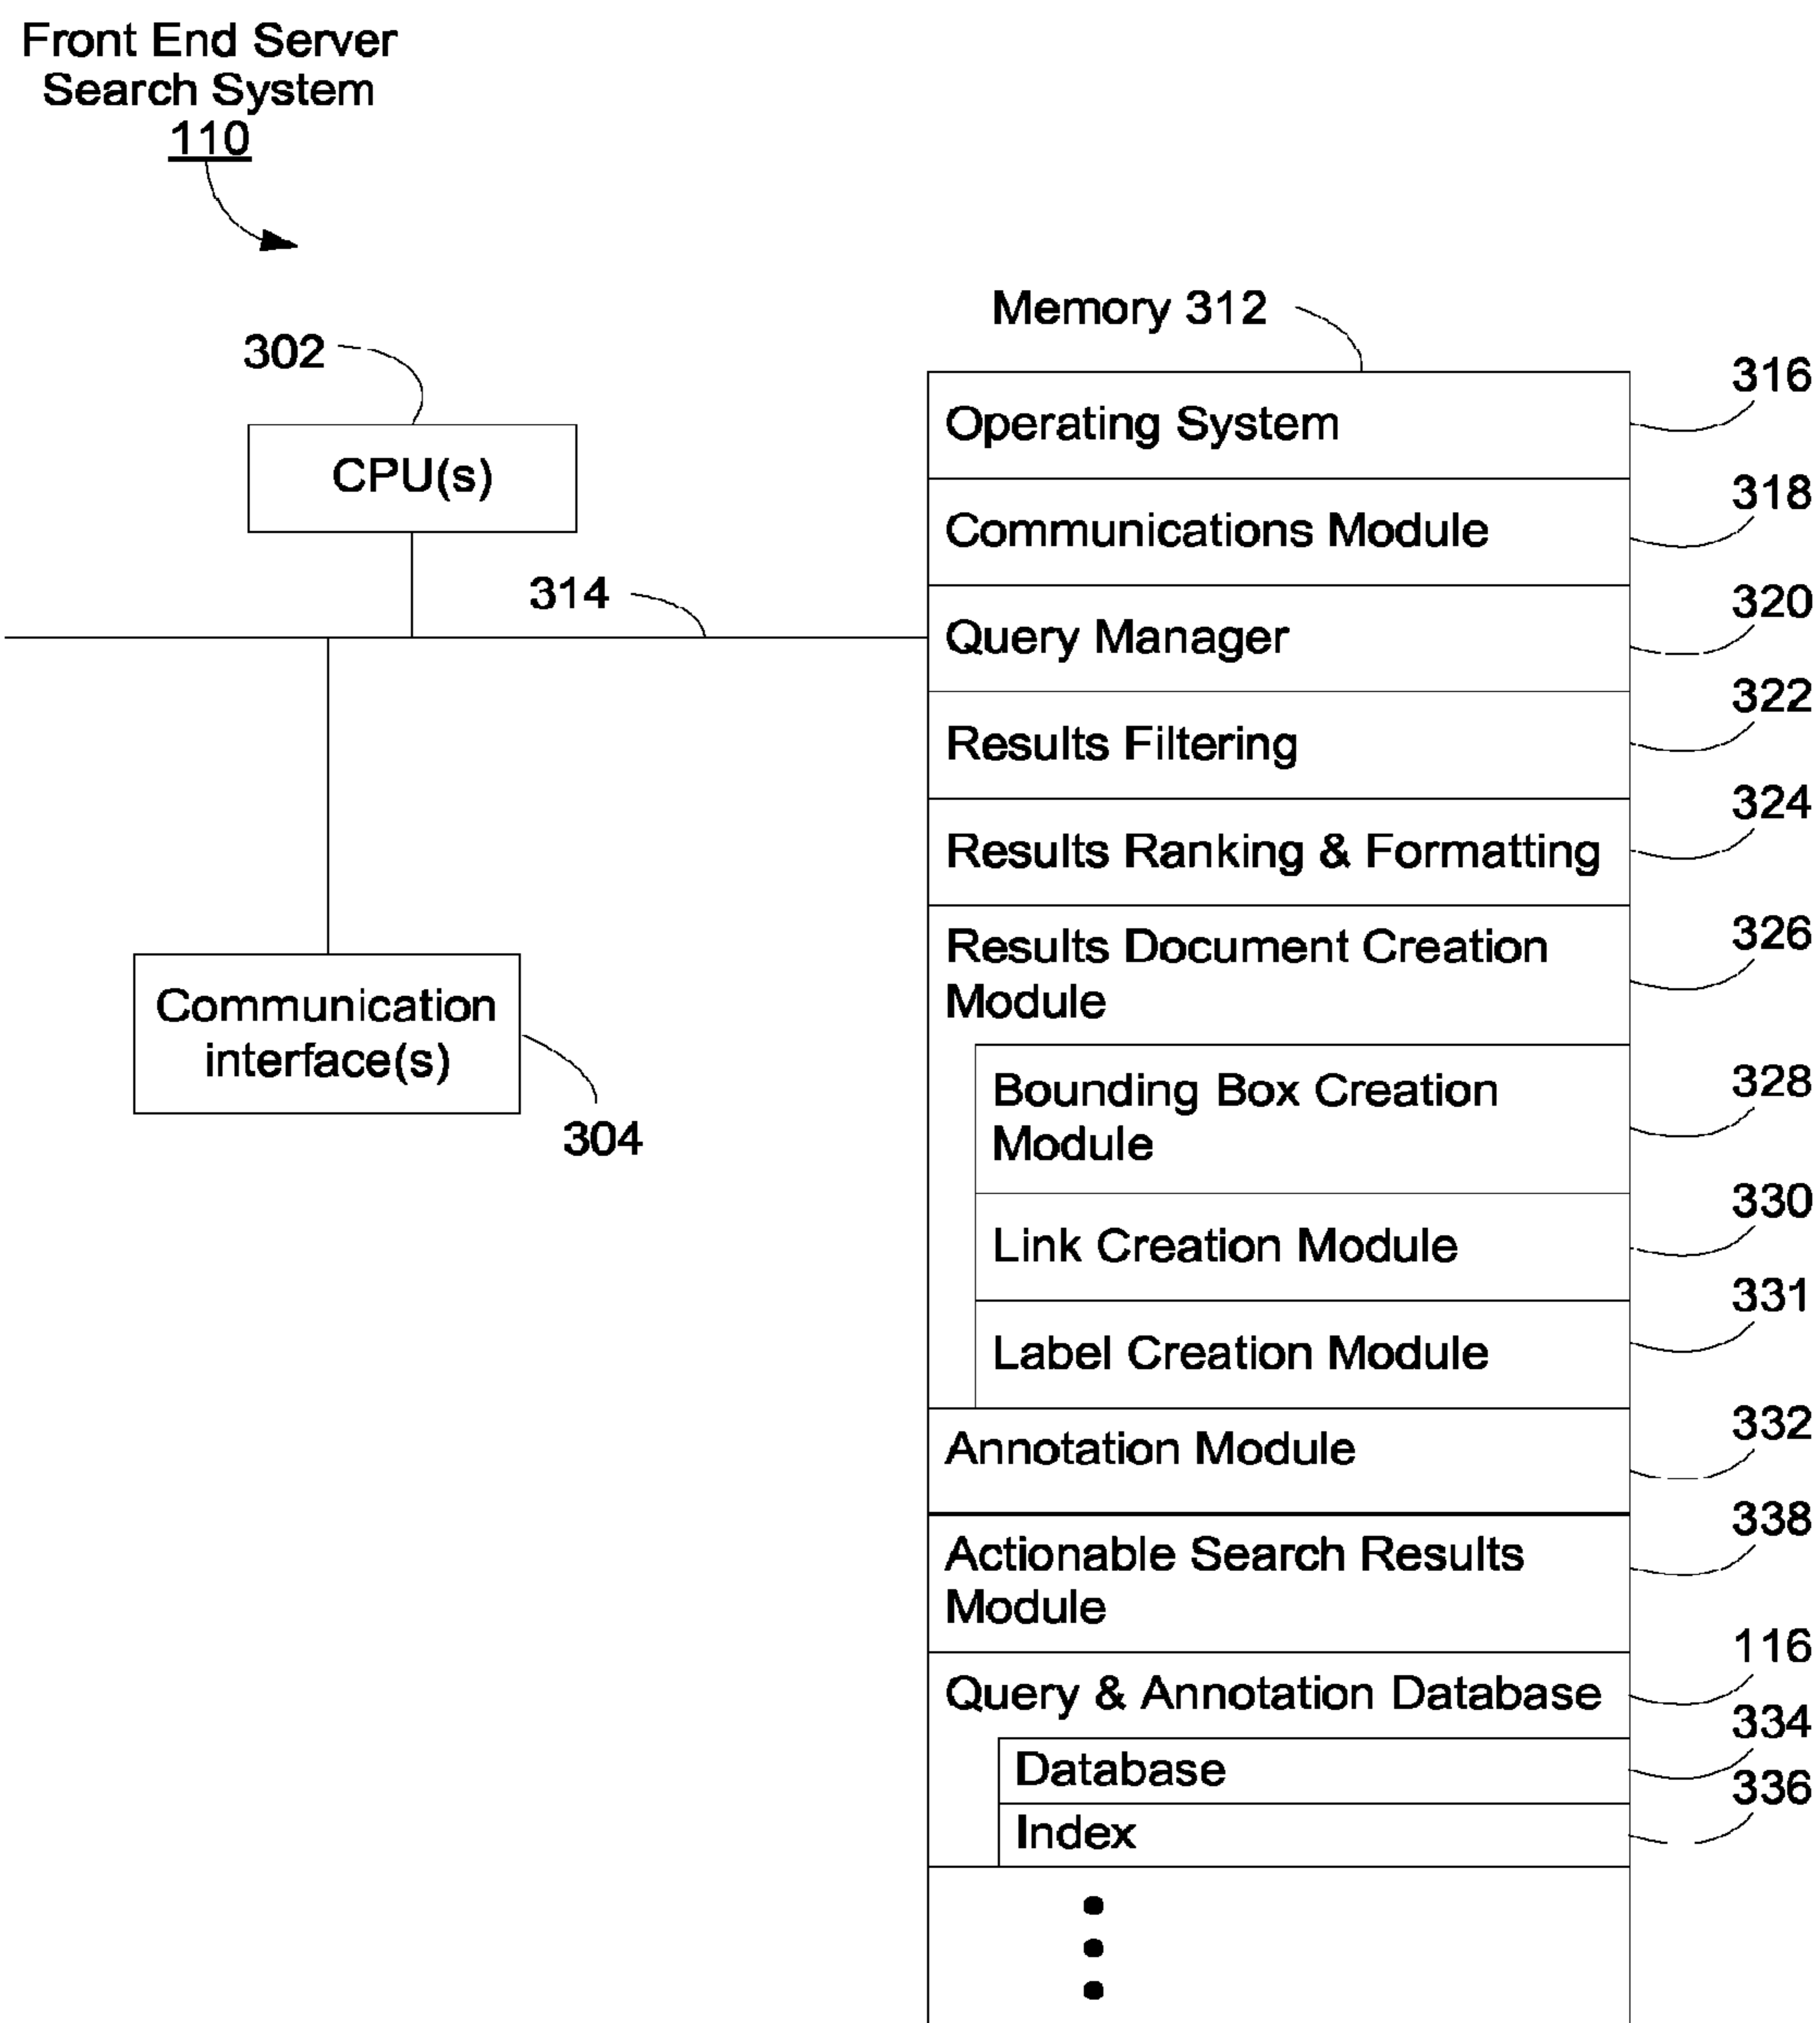 Front End Server
Search System
110
302
CPU(s)
314
Communication
interface(s)
304
Memory 312
Operating System
316
Communications Module
318
Query Manager
320
Results Filtering
322
Results Ranking & Formatting
324
Results Document Creation
Module
326
Bounding Box Creation
Module
328
Link Creation Module
330
Label Creation Module
331
Annotation Module
332
Actionable Search Results
Module
338
Query & Annotation Database
116
Database
334
Index
336